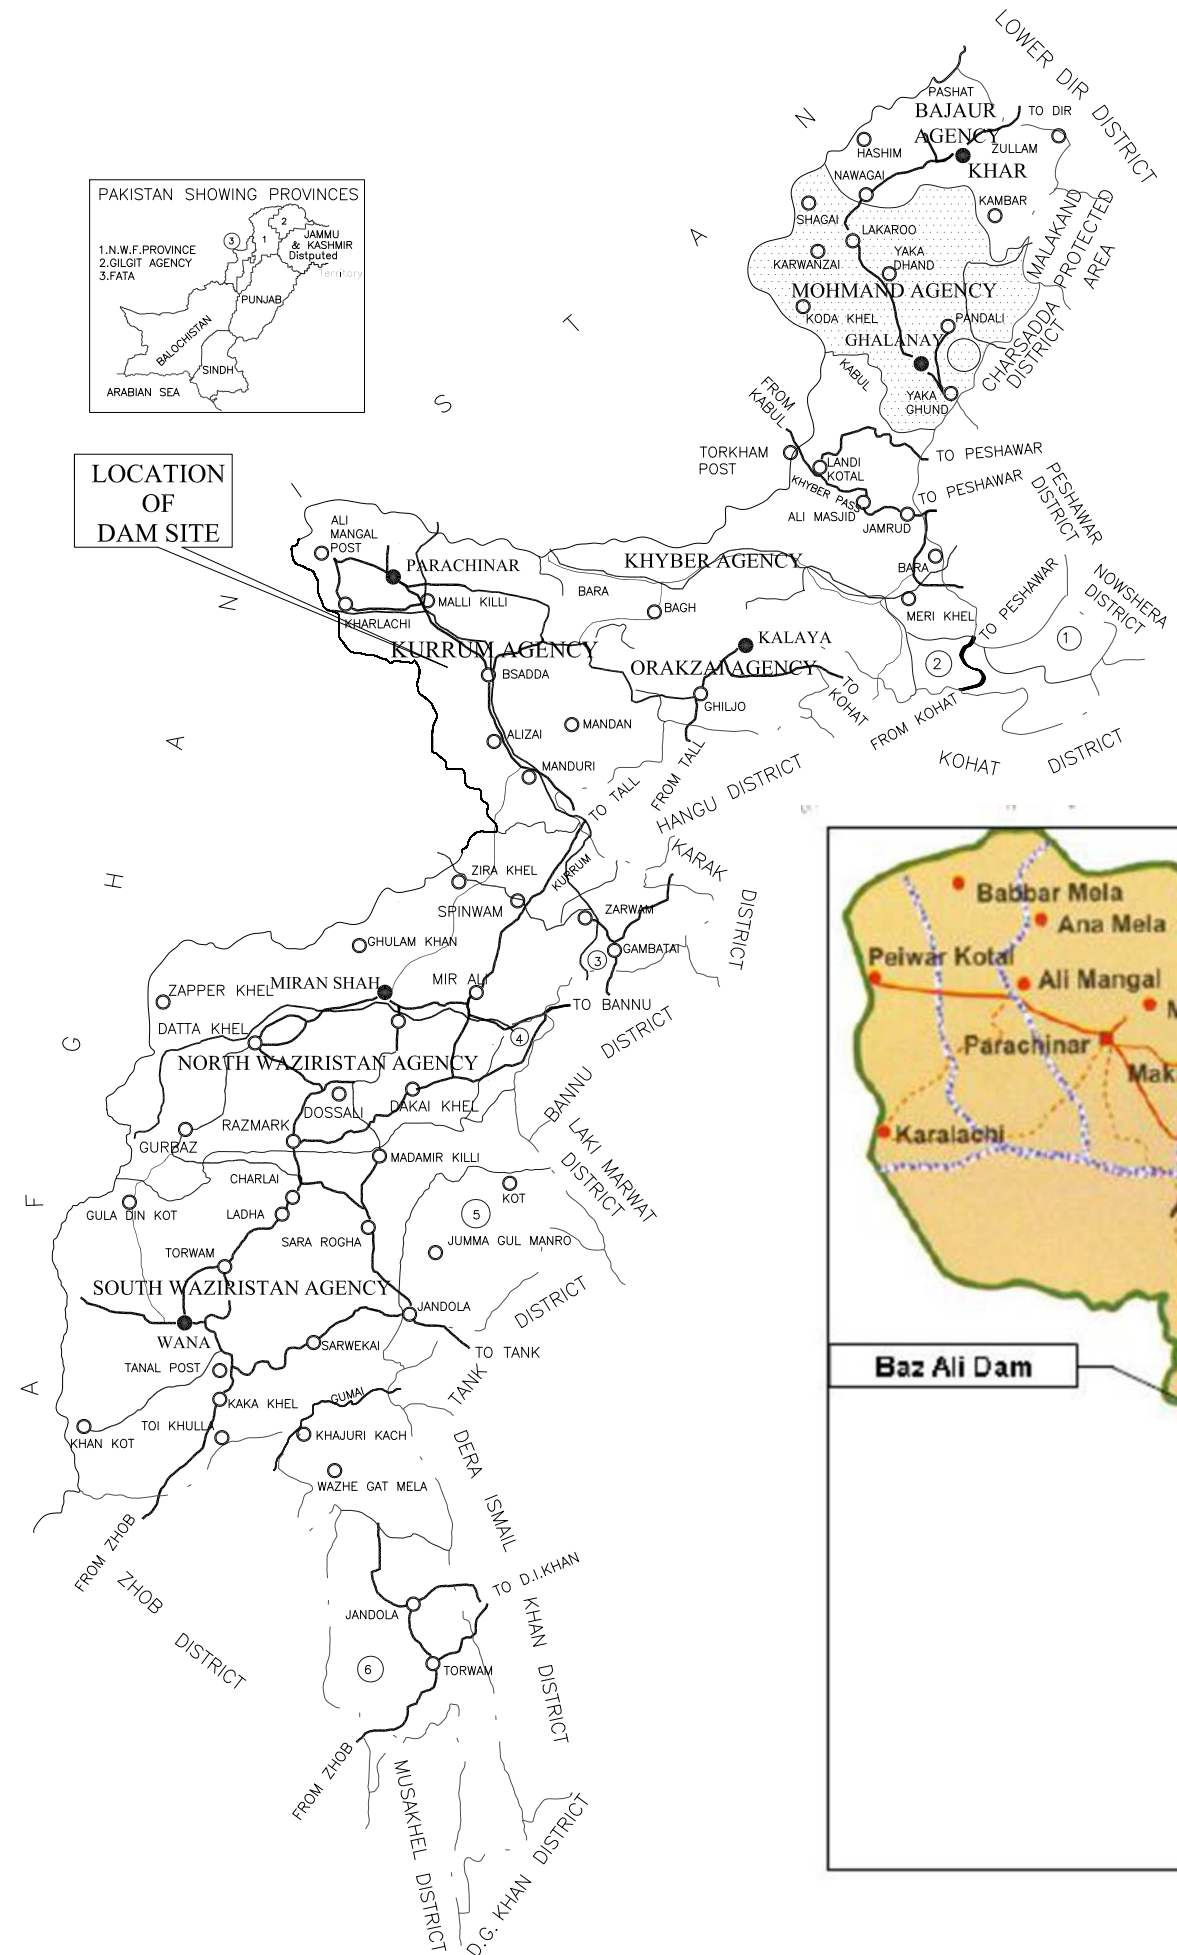 LOWER DIR DISTRICT
N
PASHAT
BAJAUR
AGENCY
TO DIR
HASHIM
ZULLAM
KHAR
NAWAGAI
KAMBAR
SHAGAI
LAKAROO
MALAKAND
PROTECTED
AREA
A
KARWANZAI
YAKA
DHAND
MOHMAND AGENCY
KODA KHEL
PANDALI
GHALANAY
CHARSADDA
DISTRICT
T
KABUL
YAKA
GHUND
PAKISTAN SHOWING PROVINCES
1.N.W.F.PROVINCE
2.GILGIT AGENCY
3.FATA
3
2
1
JAMMU
& KASHMIR
Distputed
Territory
PUNJAB
BALOCHISTAN
SINDH
ARABIAN SEA
S
FROM
KABUL
TORKHAM
POST
LANDI
KOTAL
TO PESHAWAR
KHYBER PASS
TO PESHAWAR
ALI MASJID
JAMRUD
PESHAWAR
DISTRICT
LOCATION
OF
DAM SITE
ALI
MANGAL
POST
PARACHINAR
KHYBER AGENCY
BARA
BARA
NOWSHERA
DISTRICT
N
MALLI KILLI
BAGH
MERI KHEL
TO PESHAWAR
KHARLACHI
KALAYA
1
KURRUM AGENCY
ORAKZAI AGENCY
2
BSADDA
GHILJO
TO
KOHAT
FROM KOHAT
A
ALIZAI
MANDAN
KOHAT DISTRICT
MANDURI
TO TALL
FROM TALL
HANGU DISTRICT
H
ZIRA KHEL
KURRUM
KARAK
DISTRICT
SPINWAM
ZARWAM
GHULAM KHAN
GAMBATAI
3
ZAPPER KHEL
MIRAN SHAH
MIR ALI
TO BANNU
G
DATTA KHEL
4
NORTH WAZIRISTAN AGENCY
BANNU DISTRICT
DOSSALI
DAKAI KHEL
RAZMARK
GURBAZ
MADAMIR KILLI
LAKI MARWAT
DISTRICT
F
CHARLAI
KOT
GULA DIN KOT
LADHA
5
SARA ROGHA
JUMMA GUL MANRO
TORWAM
SOUTH WAZIRISTAN AGENCY
JANDOLA
WANA
SARWEKAI
TO TANK
TANK DISTRICT
TANAL POST
A
KAKA KHEL
GUMAI
TOI KHULLA
KHAJURI KACH
KHAN KOT
WAZHE GAT MELA
DERA ISMAIL KHAN DISTRICT
FROM ZHOB
ZHOB DISTRICT
TO D.I.KHAN
JANDOLA
6
TORWAM
FROM ZHOB
MUSAKHEL DISTRICT
D.G. KHAN DISTRICT
Babbar Mela
Ana Mela
Peiwar Kotal
Ali Mangal
M
Parachinar
Mak
Karalachi
Baz Ali Dam